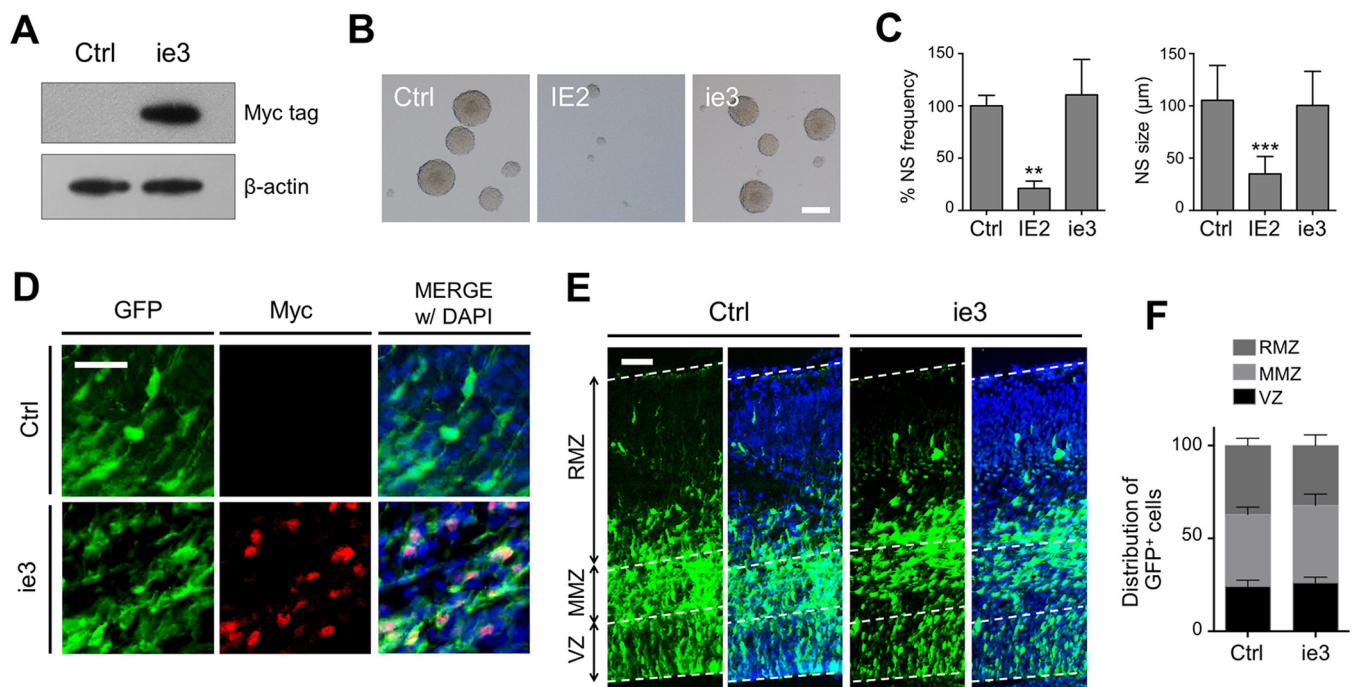 A
Ctrl ie3
Myc tag
β-actin
B
Ctrl IE2 ie3
C
% NS frequency
150
100
50
0
Ctrl IE2 ie3
**
NS size (µm)
150
100
50
0
Ctrl IE2 ie3
***
D
GFP Myc MERGE
w/ DAPI
Ctrl
ie3
E
Ctrl ie3
RMZ
MMZ
VZ
F
RMZ
MMZ
VZ
Distribution of
GFP⁺ cells
100
50
0
Ctrl ie3